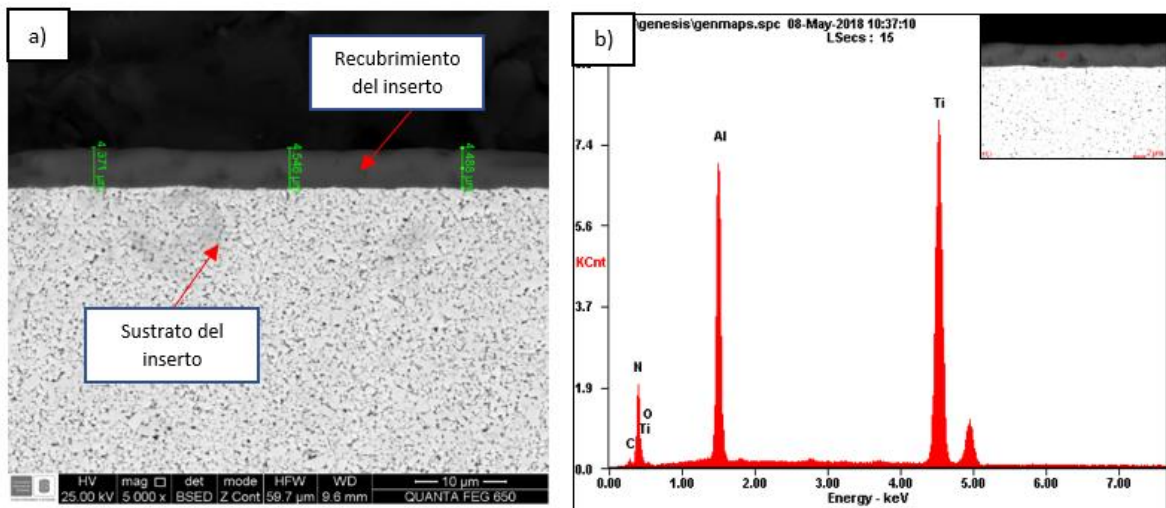 a)
Recubrimiento
del inserto
4.371 µm
4.546 µm
4.488 µm
Sustrato del
inserto
HV mag det mode HFW WD 10 µm
25.00 kV 5 000 x BSED Z Cont 59.7 µm 9.6 mm QUANTA FEG 650
b)
\genesis\genmaps.spc 08-May-2018 10:37:10
LSecs : 15
7.4
5.6
KCnt
3.7
1.9
0.0
Al
Ti
N
O
Ti
C
1.00 2.00 3.00 4.00 5.00 6.00 7.00
Energy - keV
2µm